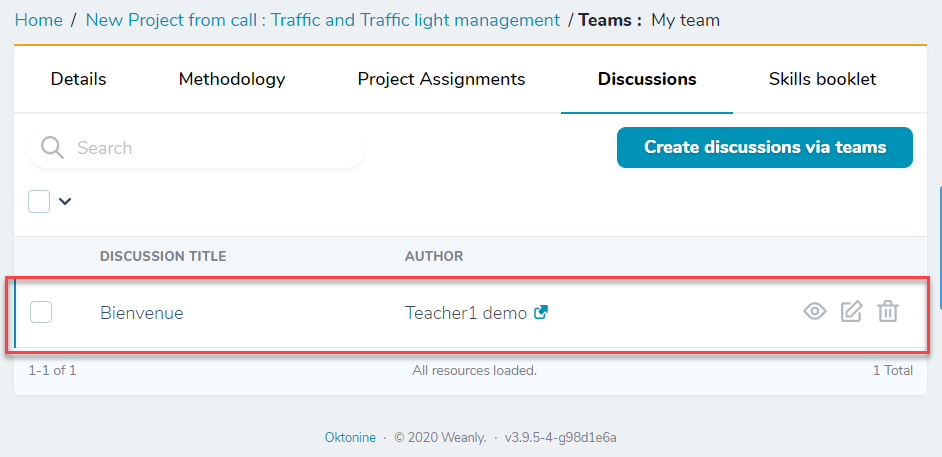 Home / New Project from call : Traffic and Traffic light management / Teams : My team
Details Methodology Project Assignments Discussions Skills booklet
Search Create discussions via teams
DISCUSSION TITLE AUTHOR
Bienvenue Teacher1 demo
1-1 of 1 All resources loaded. 1 Total
Oktonine · © 2020 Weanly. · v3.9.5-4-g98d1e6a